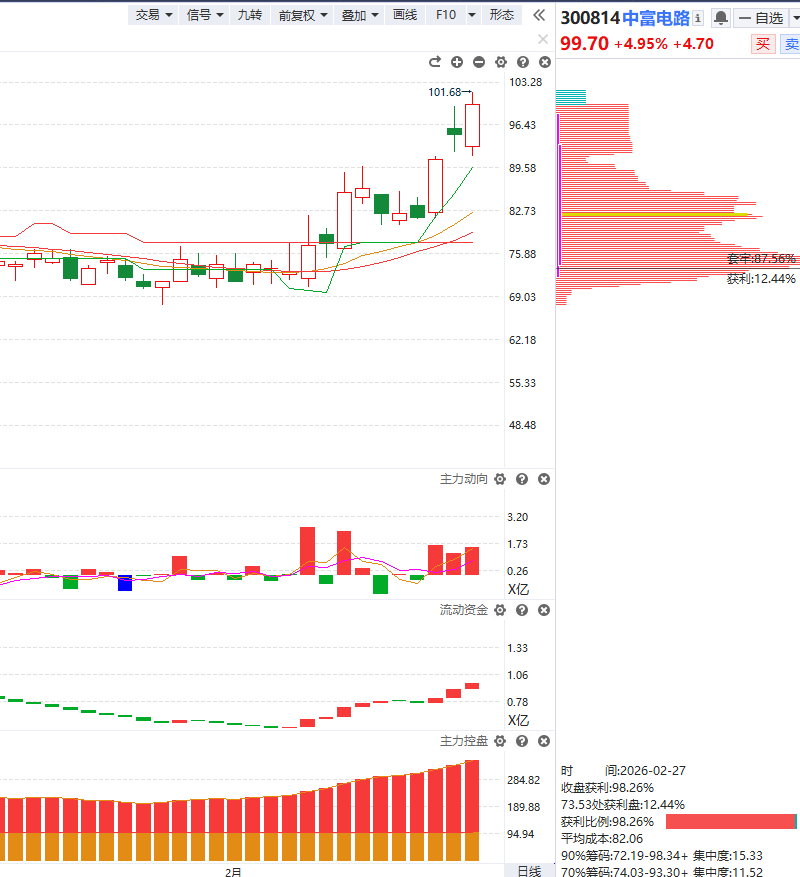 交易 信号 九转 前复权 叠加 画线 F10 形态
300814 中富电路
自选
99.70 +4.95% +4.70
买 卖
103.28
101.68
96.43
89.58
82.73
75.88
69.03
62.18
55.33
48.48
套牢:87.56%
获利:12.44%
主力动向
3.20
1.73
0.26
X亿
流动资金
1.33
1.06
0.78
X亿
主力控盘
284.82
189.88
94.94
2月
日线
时 间:2026-02-27
收盘获利:98.26%
73.53处获利盘:12.44%
获利比例:98.26%
平均成本:82.06
90%筹码:72.19-98.34+ 集中度:15.33
70%筹码:74.03-93.30+ 集中度:11.52